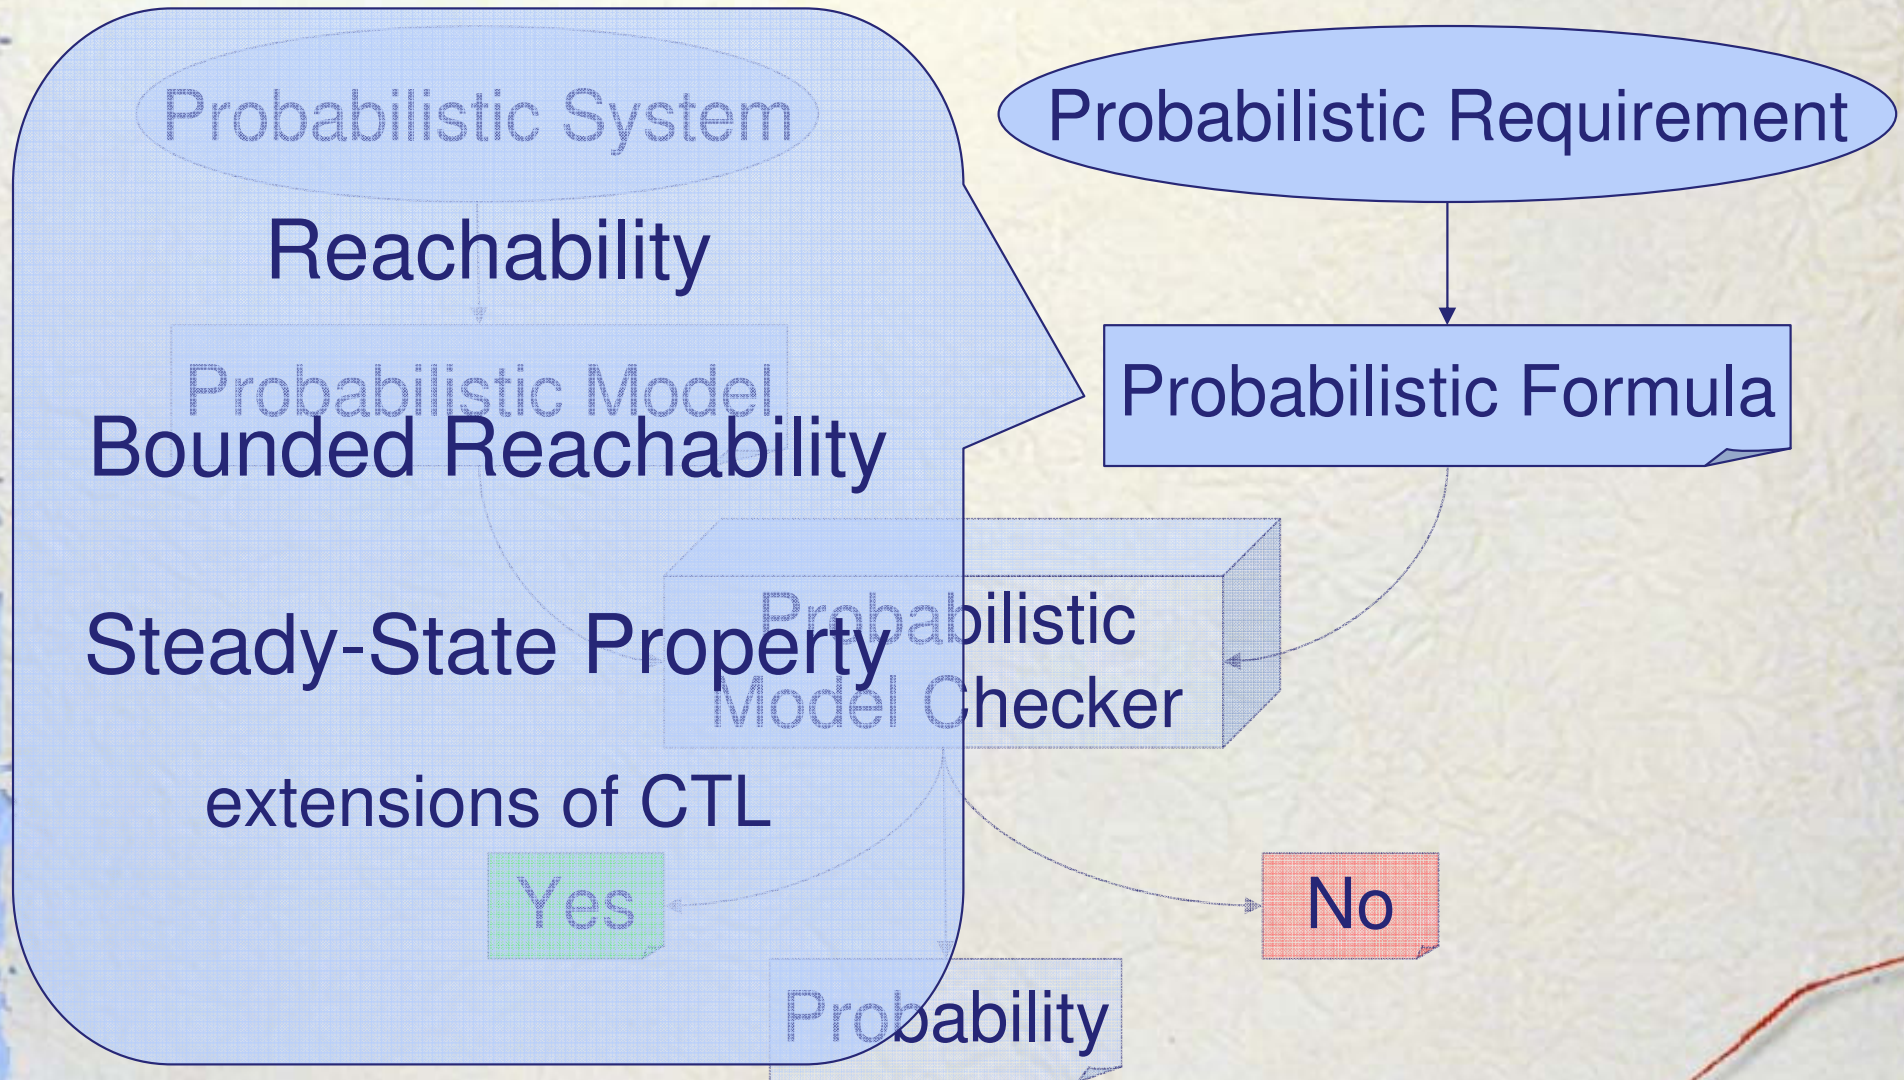 Probabilistic System
Probabilistic Requirement
Reachability
Probabilistic Model
Probabilistic Formula
Bounded Reachability
Probabilistic
Steady-State Property
Model Checker
extensions of CTL
Yes
No
Probability